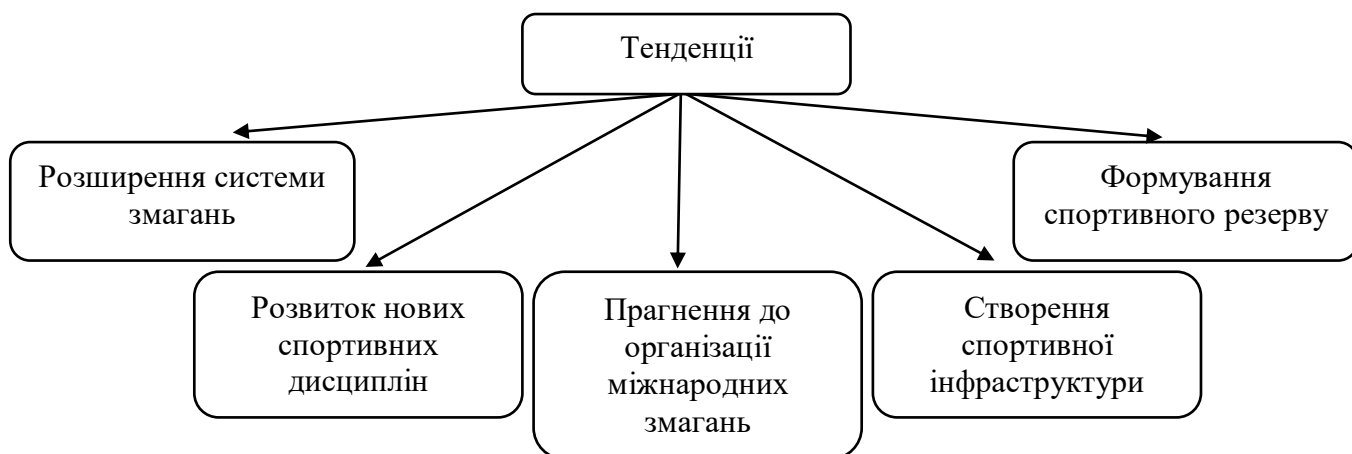 Тенденції
Розширення системи
змагань
Формування
спортивного резерву
Розвиток нових
спортивних
дисциплін
Прагнення до
організації
міжнародних
змагань
Створення
спортивної
інфраструктури